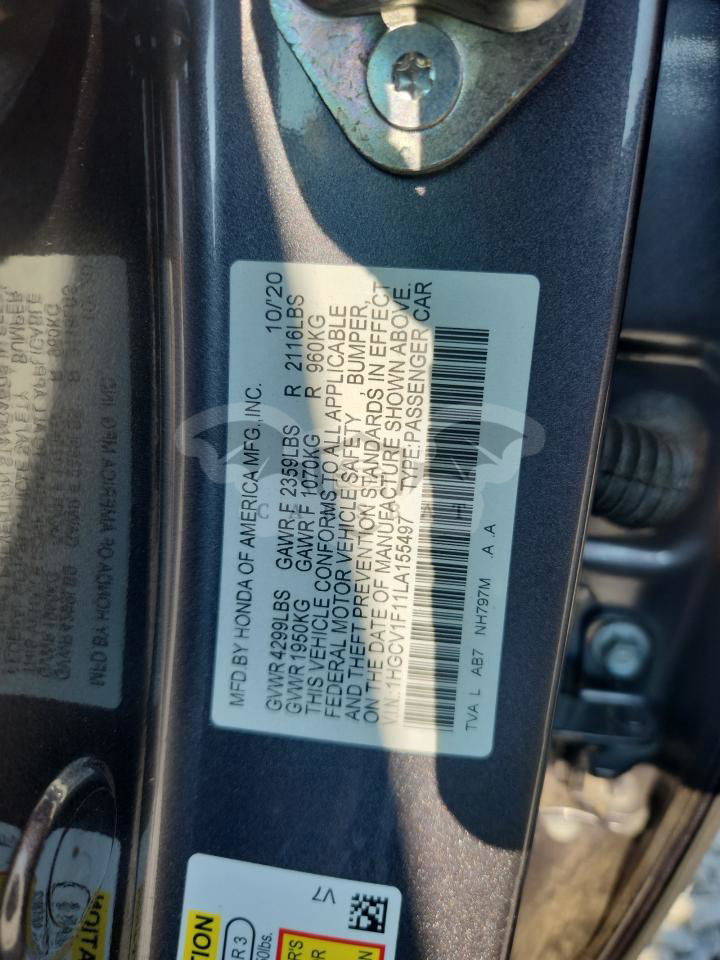 MFD.BY HONDA OF AMERICA MFG.,INC. 10/'20
GVWR 4299LBS GAWR F 2359LBS R 2116LBS
GVWR 1950KG GAWR F 1070KG R 960KG
THIS VEHICLE CONFORMS TO ALL APPLICABLE
FEDERAL MOTOR VEHICLE SAFETY, BUMPER,
AND THEFT PREVENTION STANDARDS, IN EFFECT
ON THE DATE OF MANUFACTURE SHOWN ABOVE.
V.I N.:1HGCV1F11LA155497 TYPE:PASSENGER CAR
TVA L AB7 NH797M .A .A
V7
R 3